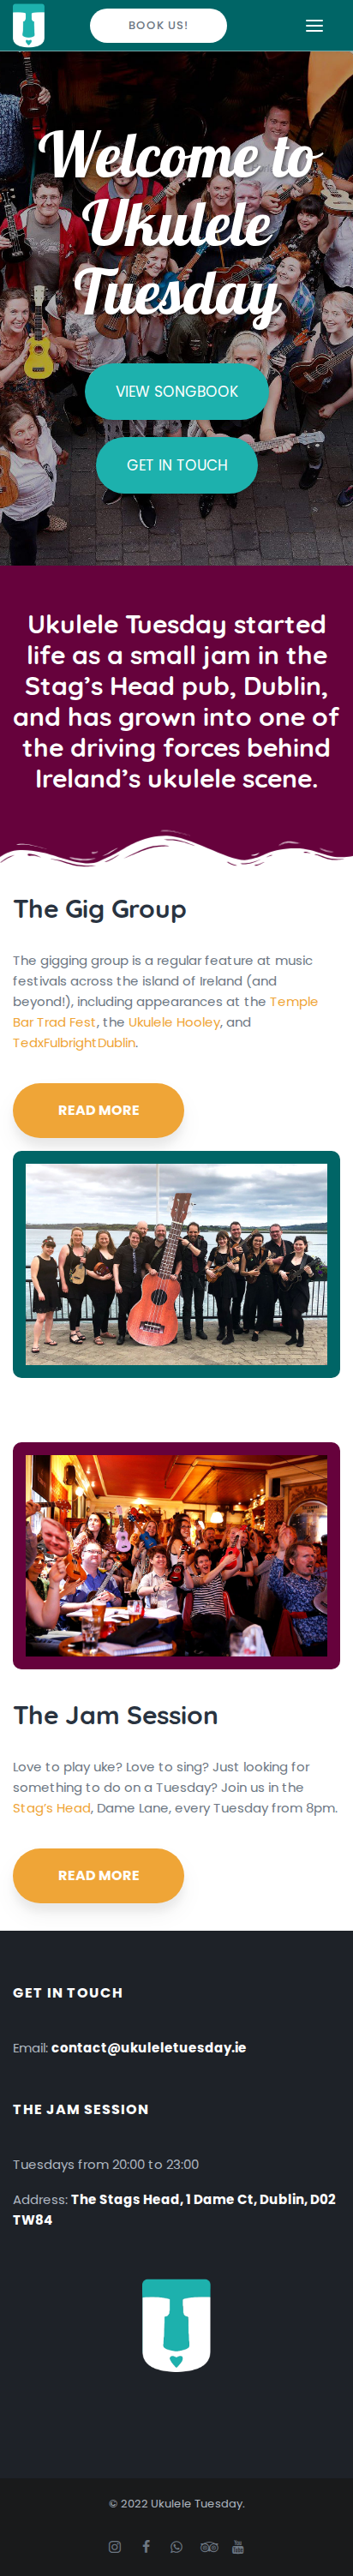 BOOK US!
Welcome to
Ukulele
Tuesday
VIEW SONGBOOK
GET IN TOUCH
Ukulele Tuesday started
life as a small jam in the
Stag’s Head pub, Dublin,
and has grown into one of
the driving forces behind
Ireland’s ukulele scene.
The Gig Group
The gigging group is a regular feature at music
festivals across the island of Ireland (and
beyond!), including appearances at the Temple
Bar Trad Fest, the Ukulele Hooley, and
TedxFulbrightDublin.
READ MORE
The Jam Session
Love to play uke? Love to sing? Just looking for
something to do on a Tuesday? Join us in the
Stag's Head, Dame Lane, every Tuesday from 8pm.
READ MORE
GET IN TOUCH
Email: contact@ukuleletuesday.ie
THE JAM SESSION
Tuesdays from 20:00 to 23:00
Address: The Stags Head, 1 Dame Ct, Dublin, D02
TW84
© 2022 Ukulele Tuesday.